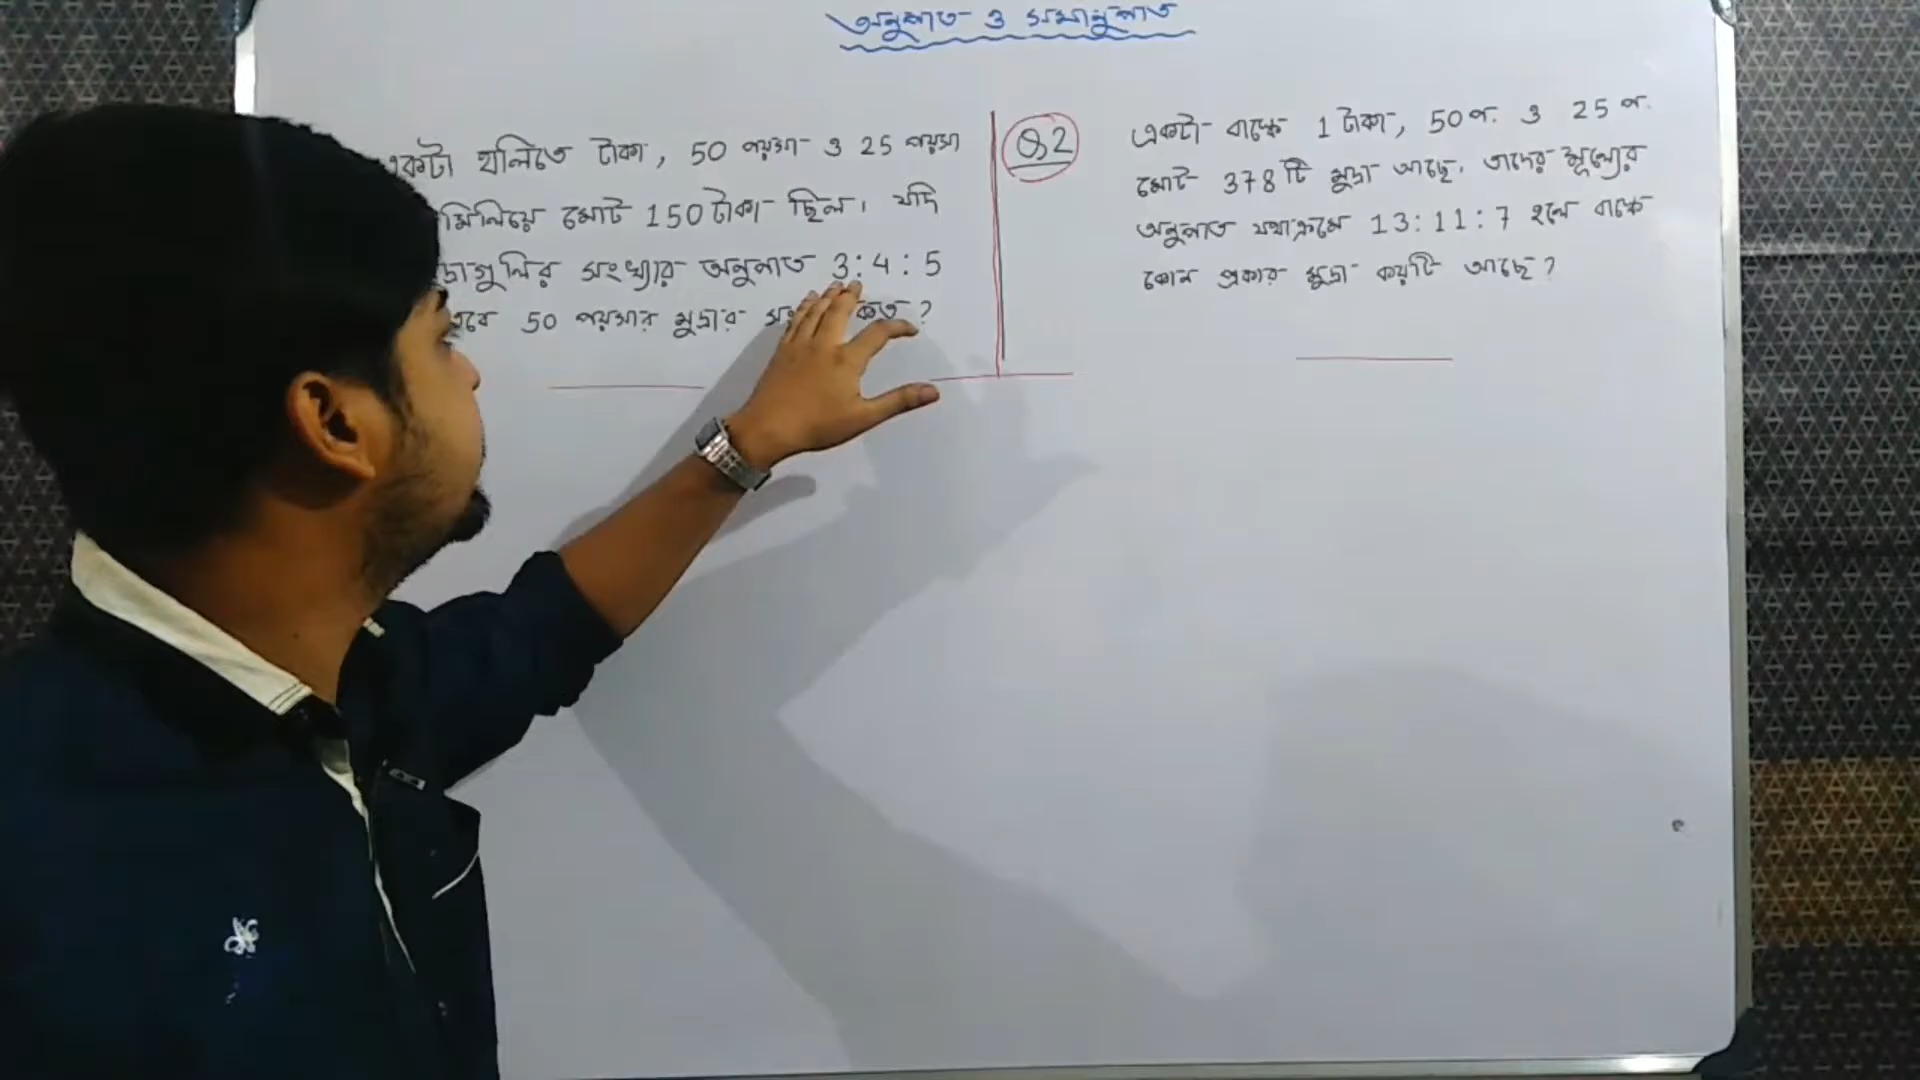 অনুপাত ও সমানুপাত
একটা থলিতে টাকা, 50 পয়সা ও 25 পয়সা
মিলিয়ে মোট 150 টাকা ছিল। যদি
সংখ্যার অনুপাত 3:4:5
50 পয়সার মুদ্রার কত?
Q2
একটা বাক্সে 1 টাকা, 50 প. ও 25 প.
মোট 378 টি মুদ্রা আছে. তাদের মূল্যের
অনুপাত যথাক্রমে 13:11:7 হলে বাক্সে
কোন প্রকার মুদ্রা কয়টি আছে?